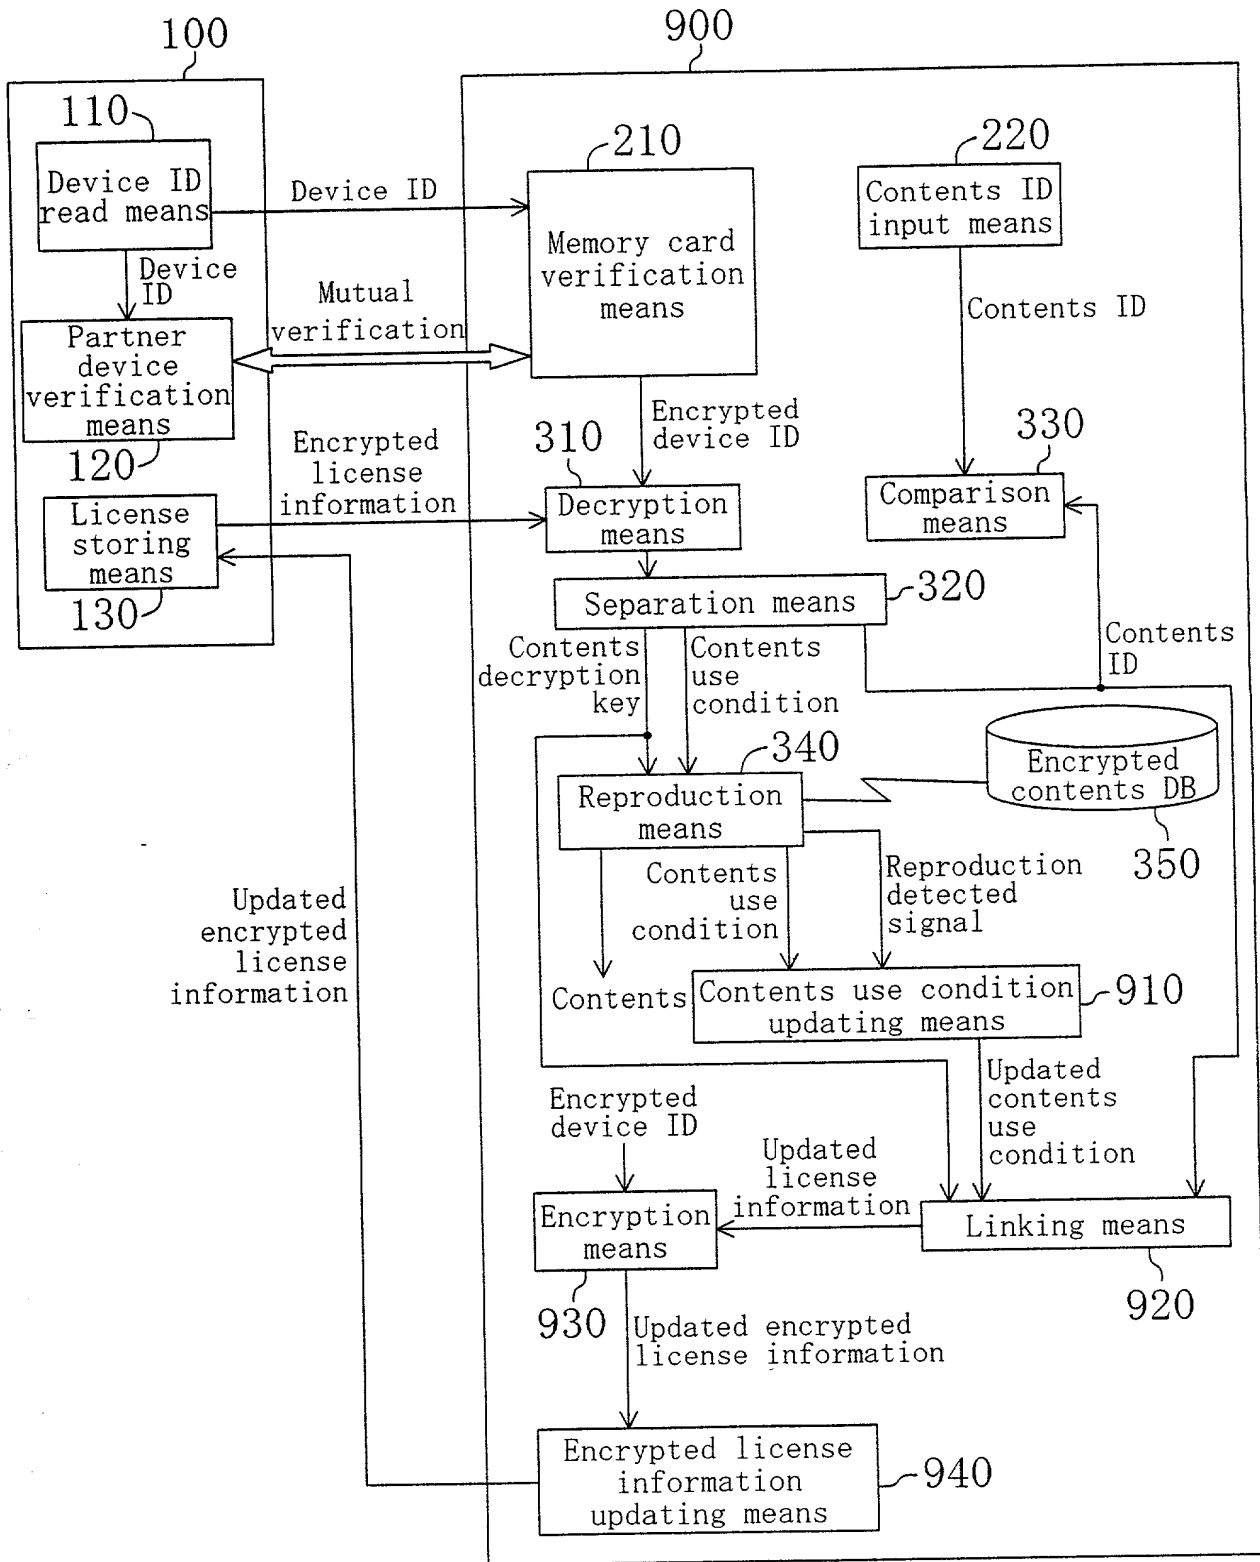 100
900
110
Device ID
read means
Device ID
210
Memory card
verification
means
220
Contents ID
input means
Device
ID
Mutual
verification
Contents ID
Partner
device
verification
means
120
Encrypted
device ID
Encrypted
license
information
310
Decryption
means
330
Comparison
means
License
storing
means
130
Separation means
320
Contents
decryption
key
Contents
use
condition
Contents
ID
340
Reproduction
means
Encrypted
contents DB
350
Contents
use
condition
Reproduction
detected
signal
Updated
encrypted
license
information
Contents
Contents use condition
updating means
910
Updated
contents
use
condition
Encrypted
device ID
Updated
license
information
Encryption
means
930
Linking means
920
Updated encrypted
license information
Encrypted license
information
updating means
940